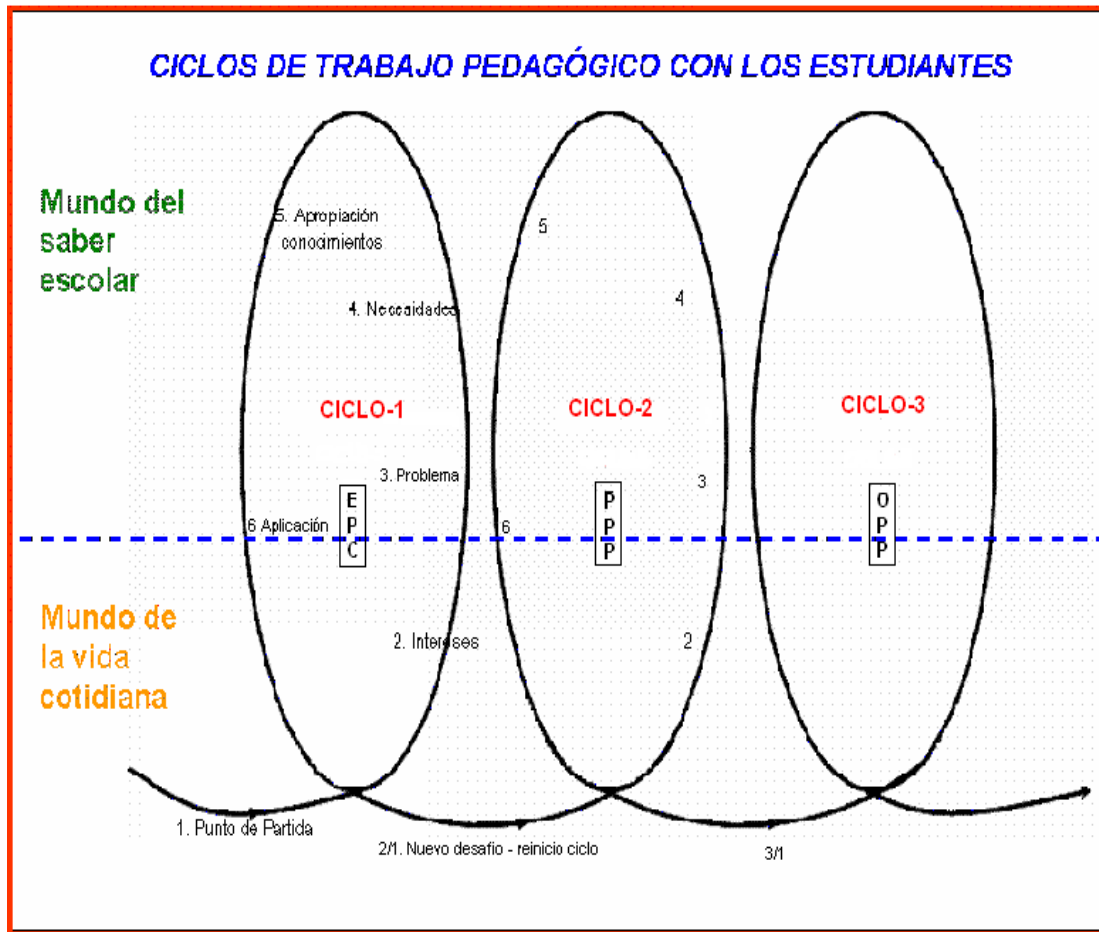 CICLOS DE TRABAJO PEDAGÓGICO CON LOS ESTUDIANTES
Mundo del
saber
escolar
5. Apropiación
conocimientos
4. Necesidades
CICLO-1
3. Problema
E
P
C
6 Aplicación
2. Intereses
5
4
CICLO-2
3
P
P
P
6
2
CICLO-3
O
P
P
Mundo de
la vida
cotidiana
1. Punto de Partida
2/1. Nuevo desafio - reinicio ciclo
3/1